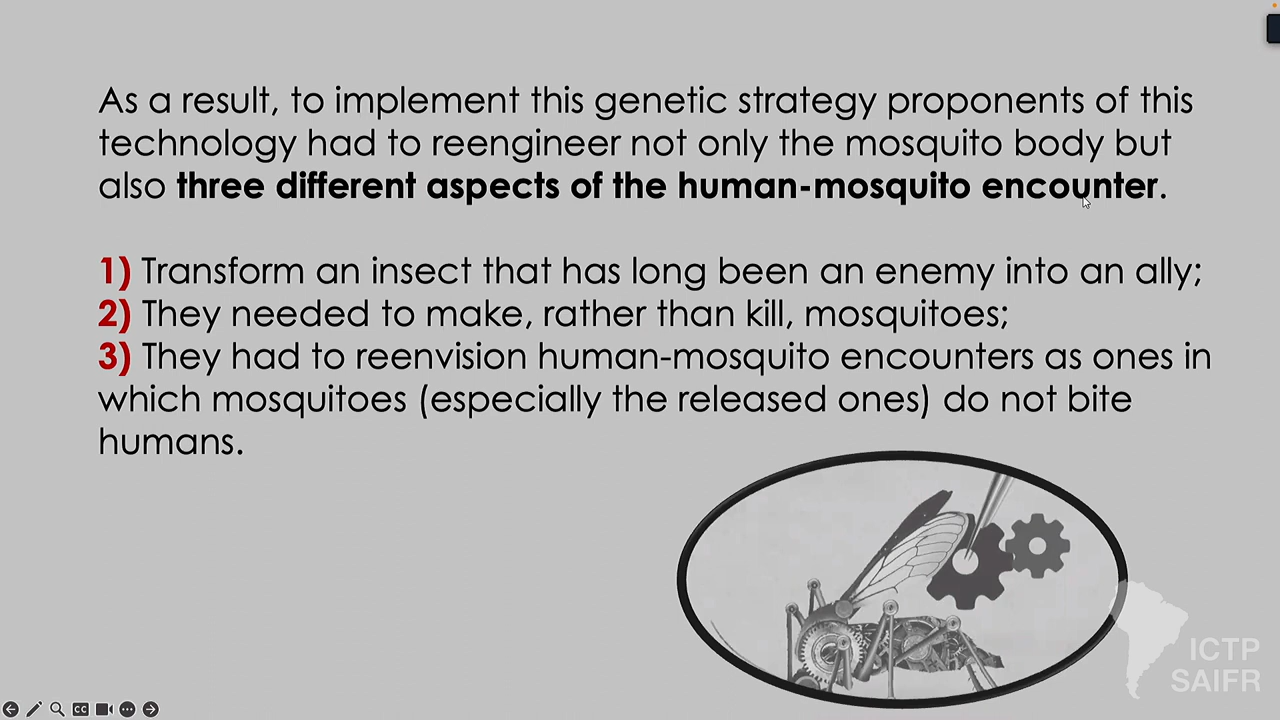 As a result, to implement this genetic strategy proponents of this
technology had to reengineer not only the mosquito body but
also three different aspects of the human-mosquito encounter.
1) Transform an insect that has long been an enemy into an ally;
2) They needed to make, rather than kill, mosquitoes;
3) They had to reenvision human-mosquito encounters as ones in
which mosquitoes (especially the released ones) do not bite
humans.
ICTP
SAIFR
CC